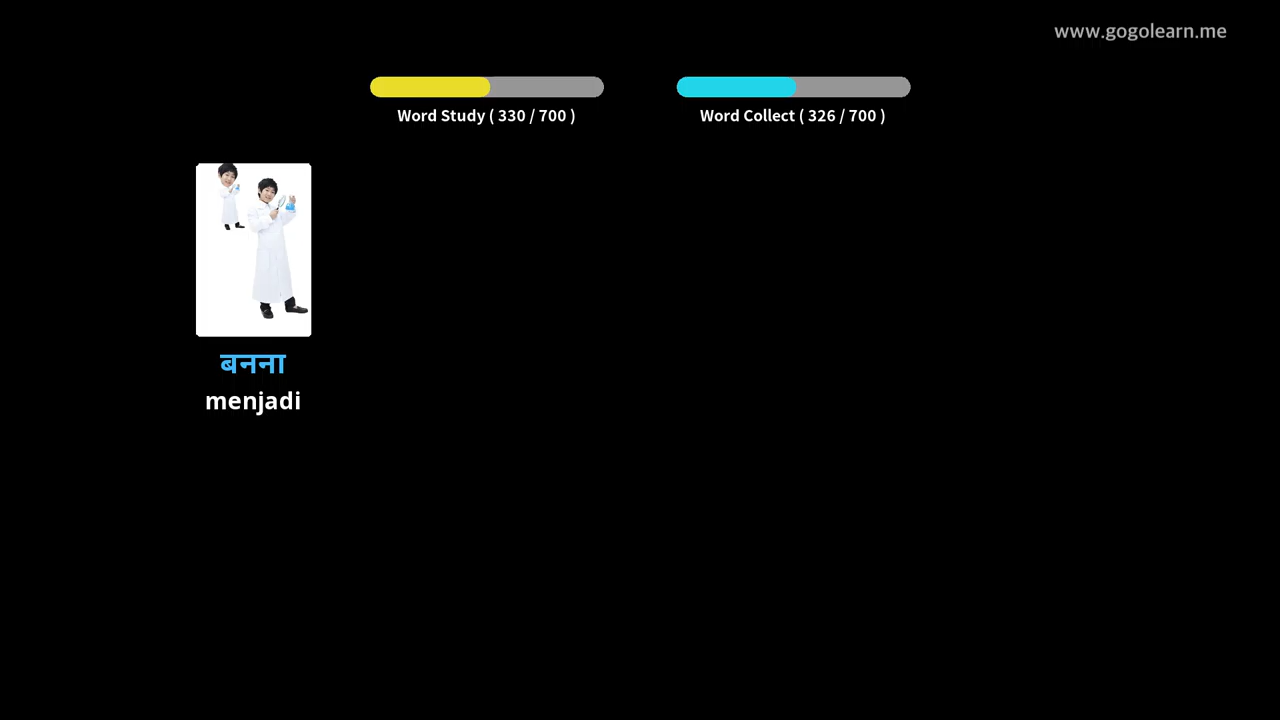 www.gogolearn.me
Word Study ( 330 / 700 )
Word Collect ( 326 / 700 )
बनना
menjadi